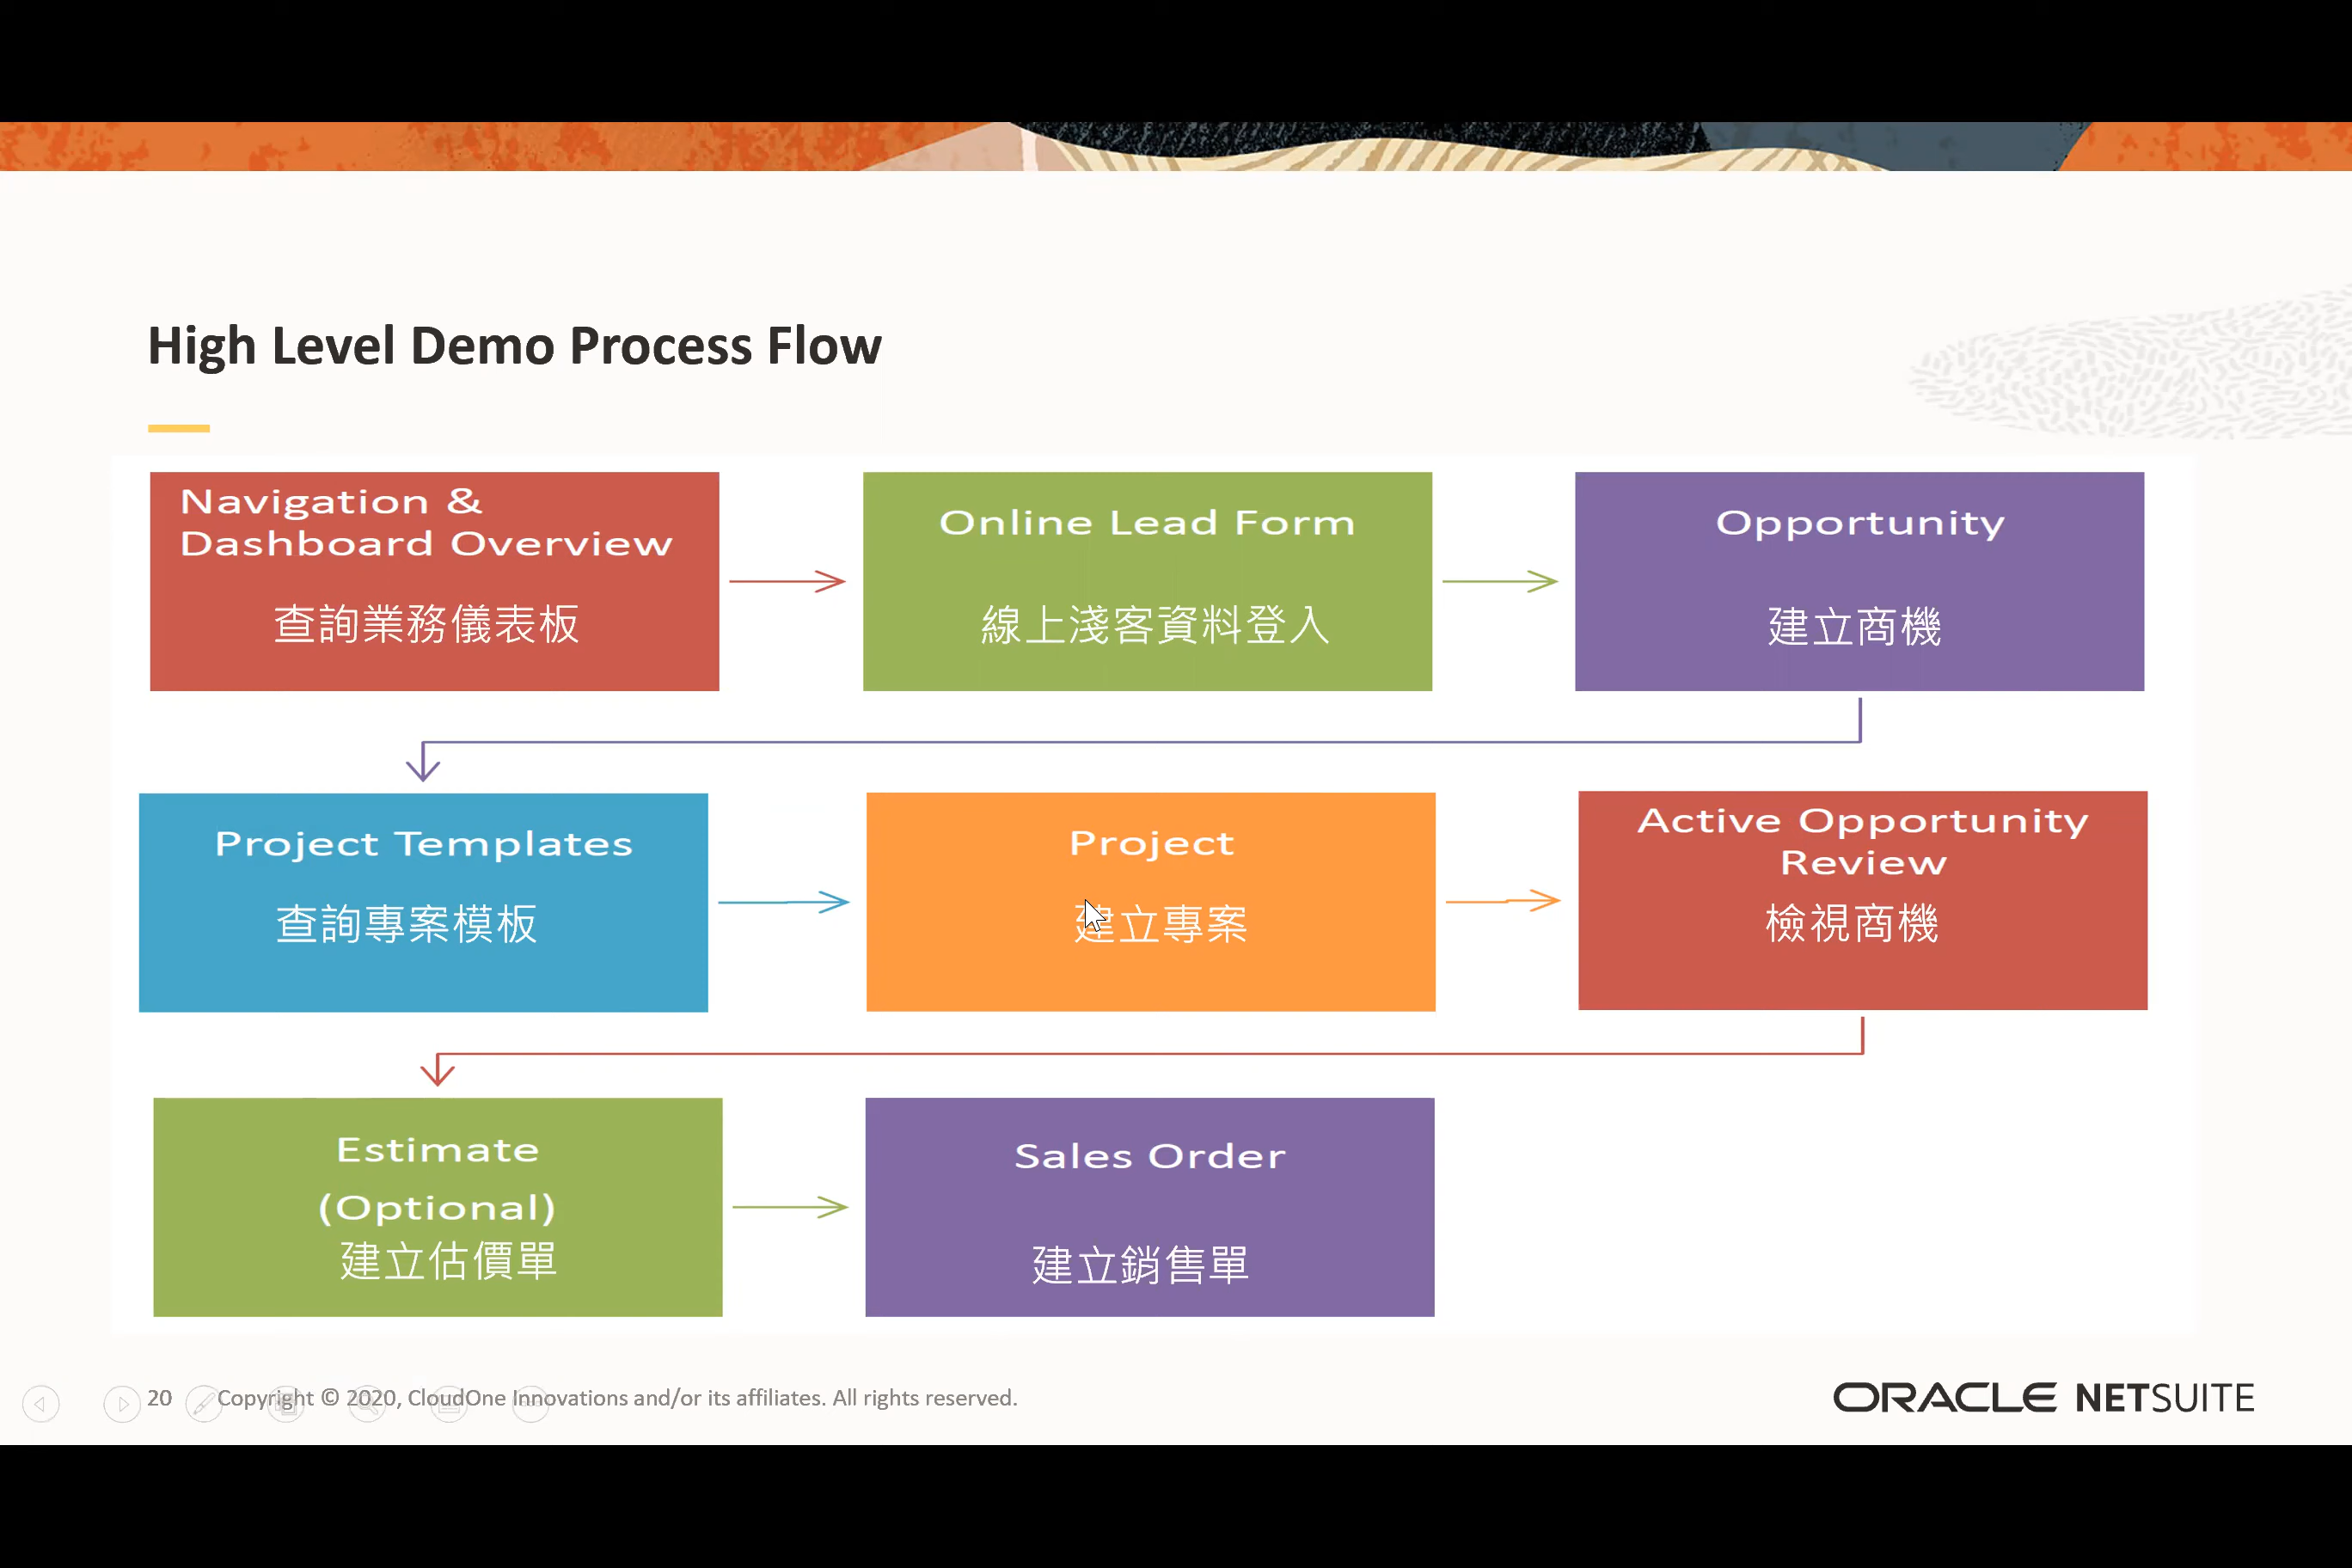 High Level Demo Process Flow
Navigation &
Dashboard Overview
查詢業務儀表板
Online Lead Form
線上淺客資料登入
Opportunity
建立商機
Project Templates
查詢專案模板
Project
建立專案
Active Opportunity
Review
檢視商機
Estimate
(Optional)
建立估價單
Sales Order
建立銷售單
20 Copyright © 2020, CloudOne Innovations and/or its affiliates. All rights reserved.
ORACLE NETSUITE